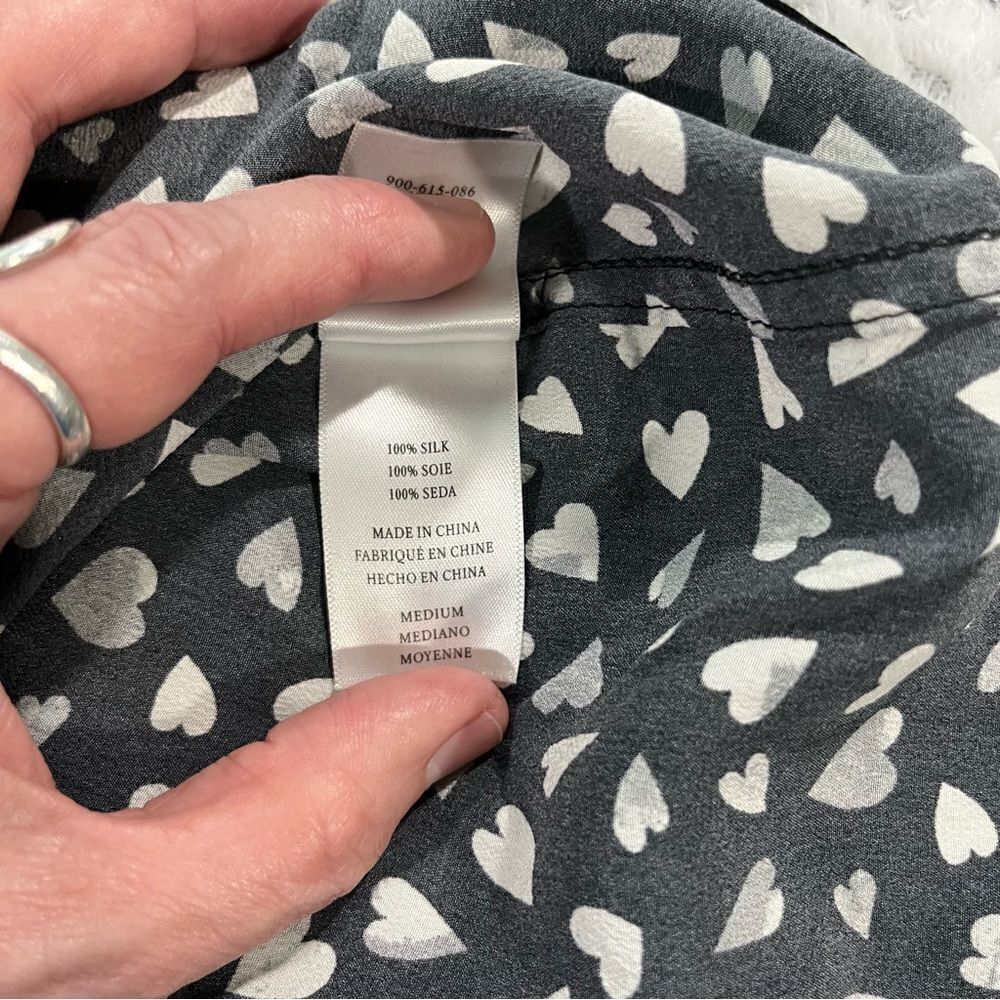 900-615-086
100% SILK
100% SOIE
100% SEDA
MADE IN CHINA
FABRIQUÉ EN CHINE
HECHO EN CHINA
MEDIUM
MEDIANO
MOYENNE